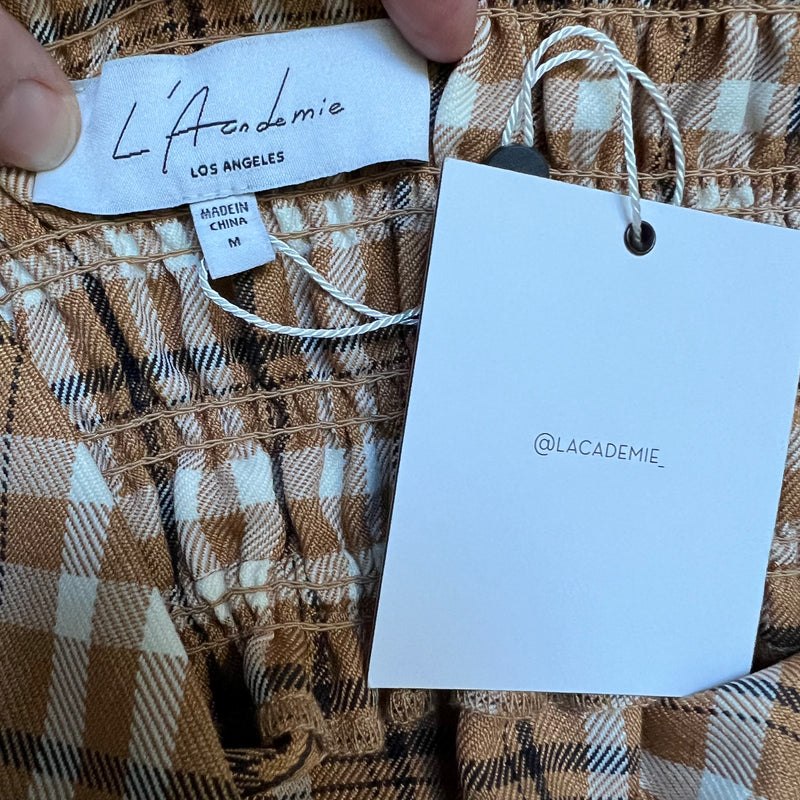 L'Academie
LOS ANGELES
MADE IN
CHINA
M
@LACADEMIE_